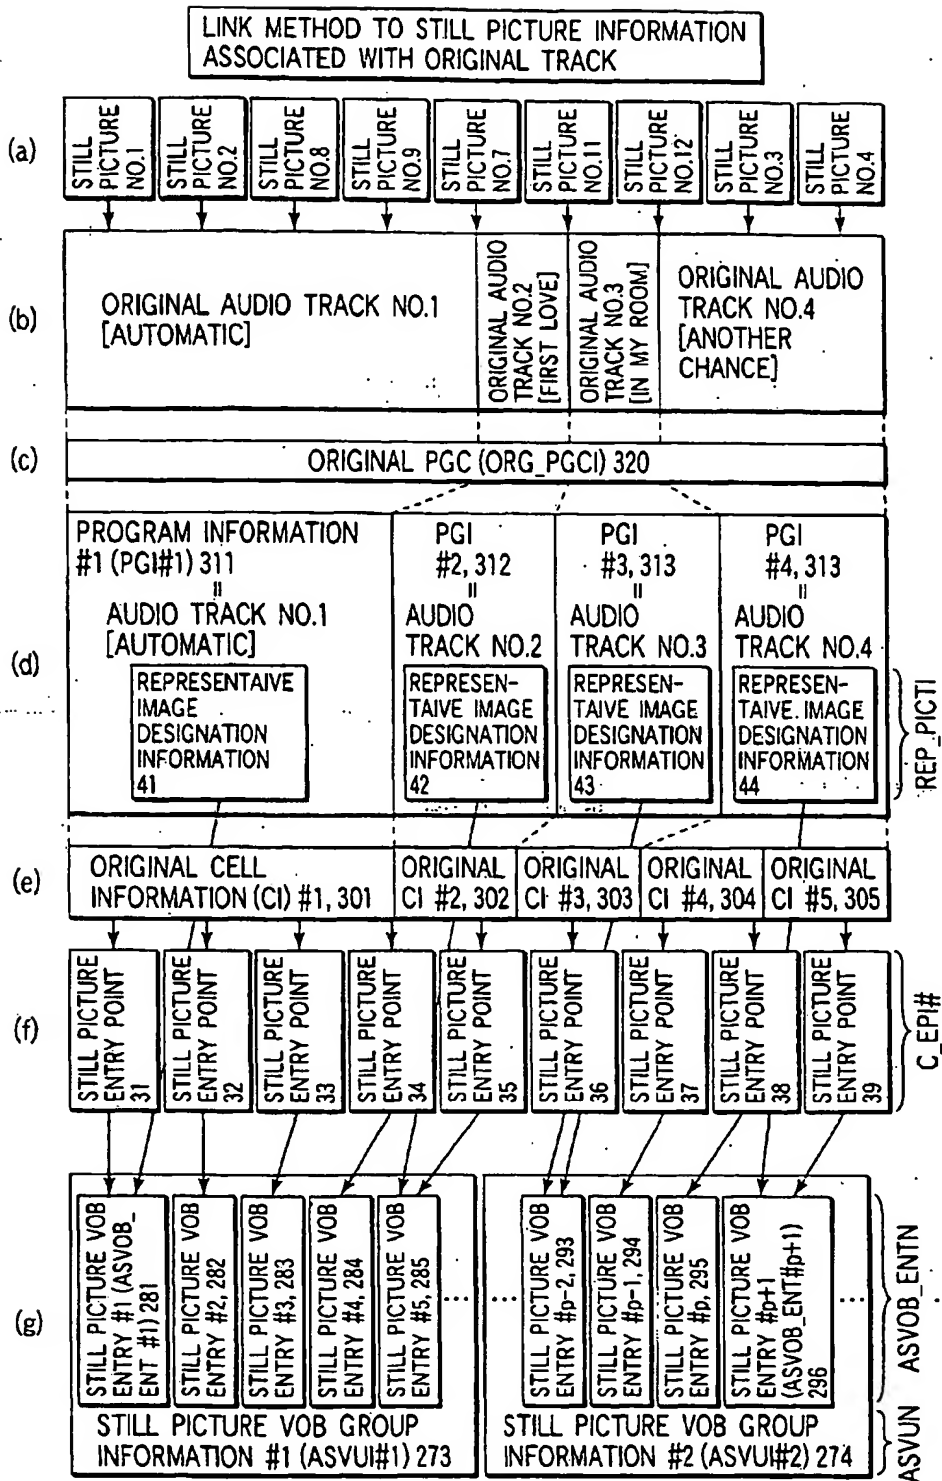 LINK METHOD TO STILL PICTURE INFORMATION
ASSOCIATED WITH ORIGINAL TRACK
(a)
STILL
PICTURE
NO.1
STILL
PICTURE
NO.2
STILL
PICTURE
NO.8
STILL
PICTURE
NO.9
STILL
PICTURE
NO.7
STILL
PICTURE
NO.11
STILL
PICTURE
NO.12
STILL
PICTURE
NO.3
STILL
PICTURE
NO.4
(b)
ORIGINAL AUDIO TRACK NO.1
[AUTOMATIC]
ORIGINAL AUDIO
TRACK NO.2
[FIRST LOVE]
ORIGINAL AUDIO
TRACK NO.3
[IN MY ROOM]
ORIGINAL AUDIO
TRACK NO.4
[ANOTHER
CHANCE]
(c)
ORIGINAL PGC (ORG_PGCI) 320
(d)
PROGRAM INFORMATION
#1 (PGI#1) 311
=
AUDIO TRACK NO.1
[AUTOMATIC]
REPRESENTAIVE
IMAGE
DESIGNATION
INFORMATION
41
PGI
#2, 312
=
AUDIO
TRACK NO.2
REPRESEN-
TAIVE IMAGE
DESIGNATION
INFORMATION
42
PGI
#3, 313
=
AUDIO
TRACK NO.3
REPRESEN-
TAIVE IMAGE
DESIGNATION
INFORMATION
43
PGI
#4, 313
=
AUDIO
TRACK NO.4
REPRESEN-
TAIVE IMAGE
DESIGNATION
INFORMATION
44
REP_PICTI
(e)
ORIGINAL CELL
INFORMATION (CI) #1, 301
ORIGINAL
CI #2, 302
ORIGINAL
CI #3, 303
ORIGINAL
CI #4, 304
ORIGINAL
CI #5, 305
(f)
STILL PICTURE
ENTRY POINT
31
STILL PICTURE
ENTRY POINT
32
STILL PICTURE
ENTRY POINT
33
STILL PICTURE
ENTRY POINT
34
STILL PICTURE
ENTRY POINT
35
STILL PICTURE
ENTRY POINT
36
STILL PICTURE
ENTRY POINT
37
STILL PICTURE
ENTRY POINT
38
STILL PICTURE
ENTRY POINT
39
C_EPI#
(g)
STILL PICTURE VOB
ENTRY #1 (ASVOB_
ENT #1) 281
STILL PICTURE VOB
ENTRY #2, 282
STILL PICTURE VOB
ENTRY #3, 283
STILL PICTURE VOB
ENTRY #4, 284
STILL PICTURE VOB
ENTRY #5, 285
....
....
STILL PICTURE VOB
ENTRY #p-2, 293
STILL PICTURE VOB
ENTRY #p-1, 294
STILL PICTURE VOB
ENTRY #p, 295
STILL PICTURE VOB
ENTRY #p+1
(ASVOB_ENT#p+1)
296
....
ASVOB_ENTN
STILL PICTURE VOB GROUP
INFORMATION #1 (ASVUI#1) 273
STILL PICTURE VOB GROUP
INFORMATION #2 (ASVUI#2) 274
ASVUN